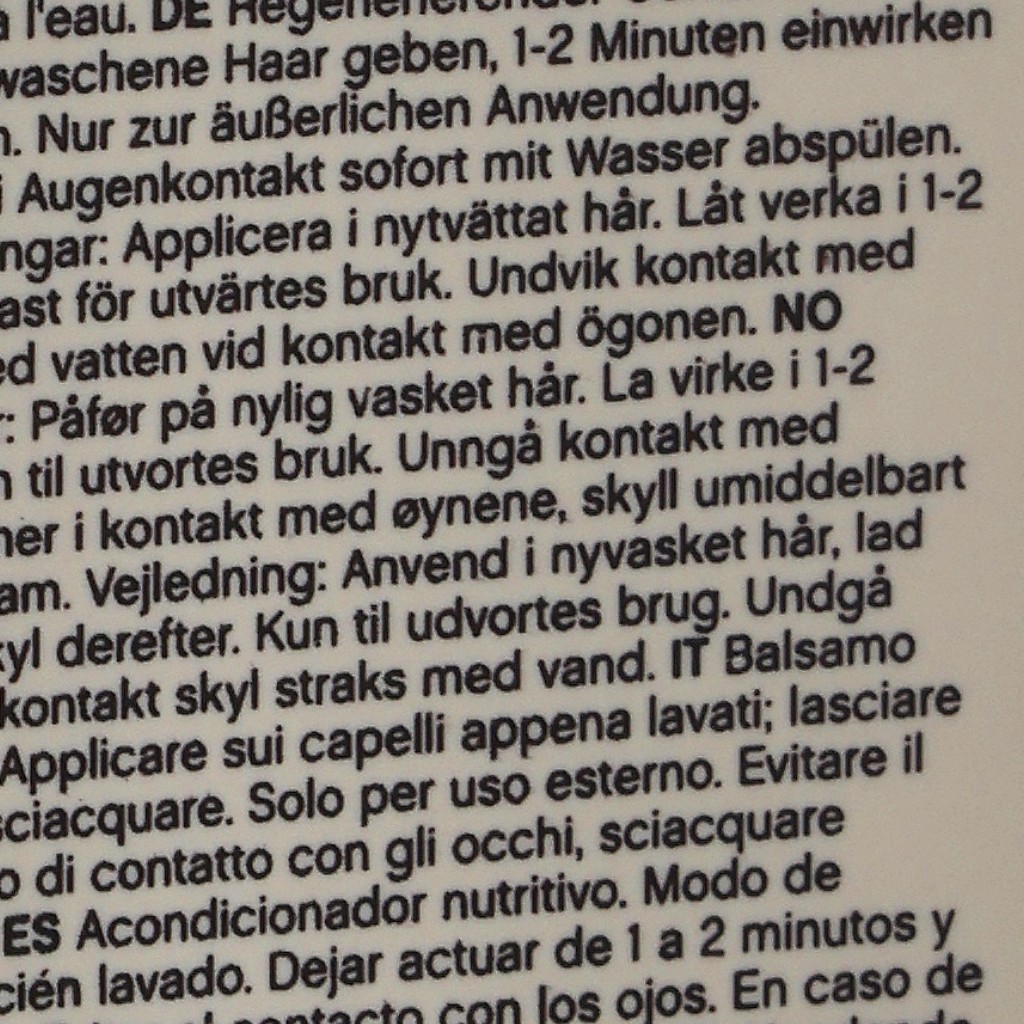 l'eau. DE Regenerierender
waschene Haar geben, 1-2 Minuten einwirken
Nur zur äußerlichen Anwendung.
Augenkontakt sofort mit Wasser abspülen.
ngar: Applicera i nytvättat hår. Låt verka i 1-2
ast för utvärtes bruk. Undvik kontakt med
ed vatten vid kontakt med ögonen. NO
r: Påfør på nylig vasket hår. La virke i 1-2
n til utvortes bruk. Unngå kontakt med
ner i kontakt med øynene, skyll umiddelbart
am. Vejledning: Anvend i nyvasket hår, lad
kyl derefter. Kun til udvortes brug. Undgå
kontakt skyl straks med vand. IT Balsamo
Applicare sui capelli appena lavati; lasciare
sciacquare. Solo per uso esterno. Evitare il
o di contatto con gli occhi, sciacquare
ES Acondicionador nutritivo. Modo de
cién lavado. Dejar actuar de 1 a 2 minutos y
contacto con los ojos. En caso de